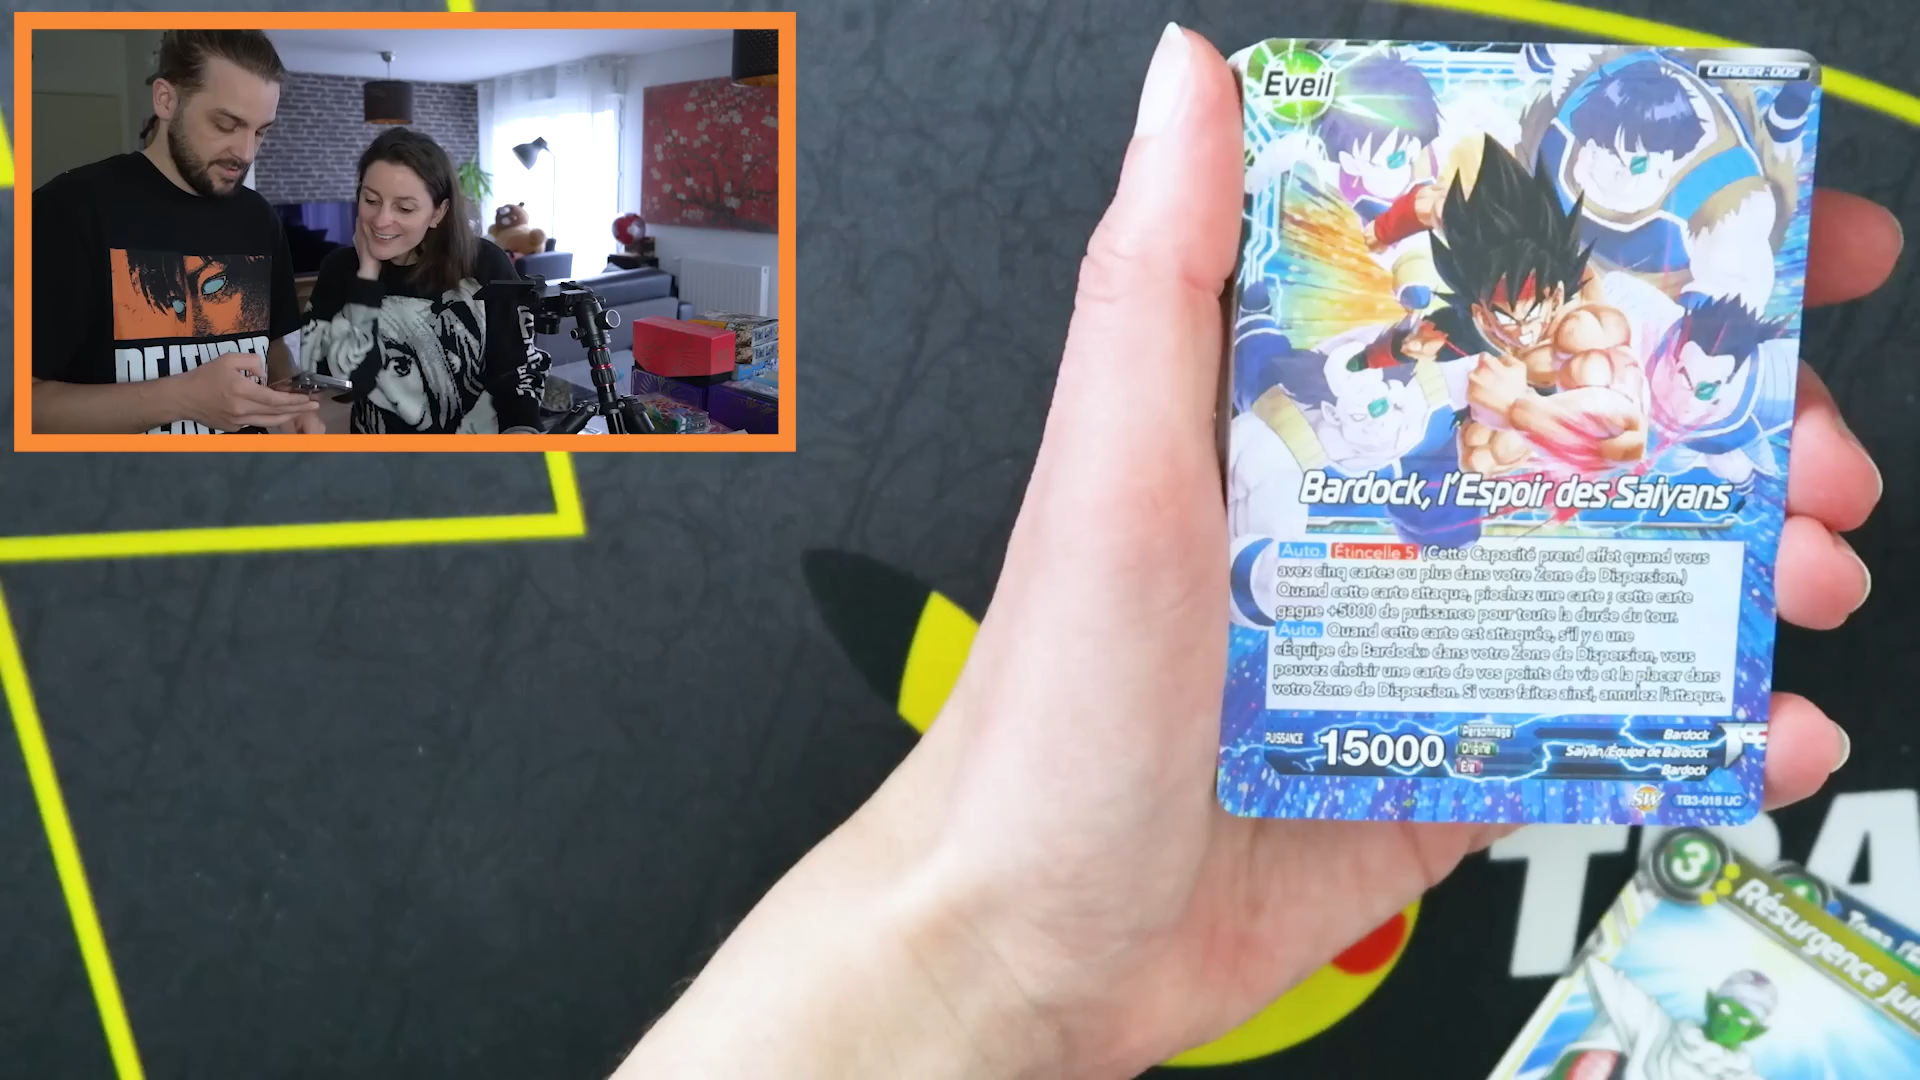 Éveil
LEADER : 005
Bardock, l'Espoir des Saiyans
Auto. Étincelle 5 (Cette Capacité prend effet quand vous
avez cinq cartes ou plus dans votre Zone de Dispersion.)
Quand cette carte attaque, piochez une carte ; cette carte
gagne +5000 de puissance pour toute la durée du tour.
Auto. Quand cette carte est attaquée, s'il y a une
«Équipe de Bardock» dans votre Zone de Dispersion, vous
pouvez choisir une carte de vos points de vie et la placer dans
votre Zone de Dispersion. Si vous faites ainsi, annulez l'attaque.
PUISSANCE 15000
Personnage Bardock
Origine Saiyan/Équipe de Bardock
Ère Bardock
SW TB3-018 UC
3
Résurgence